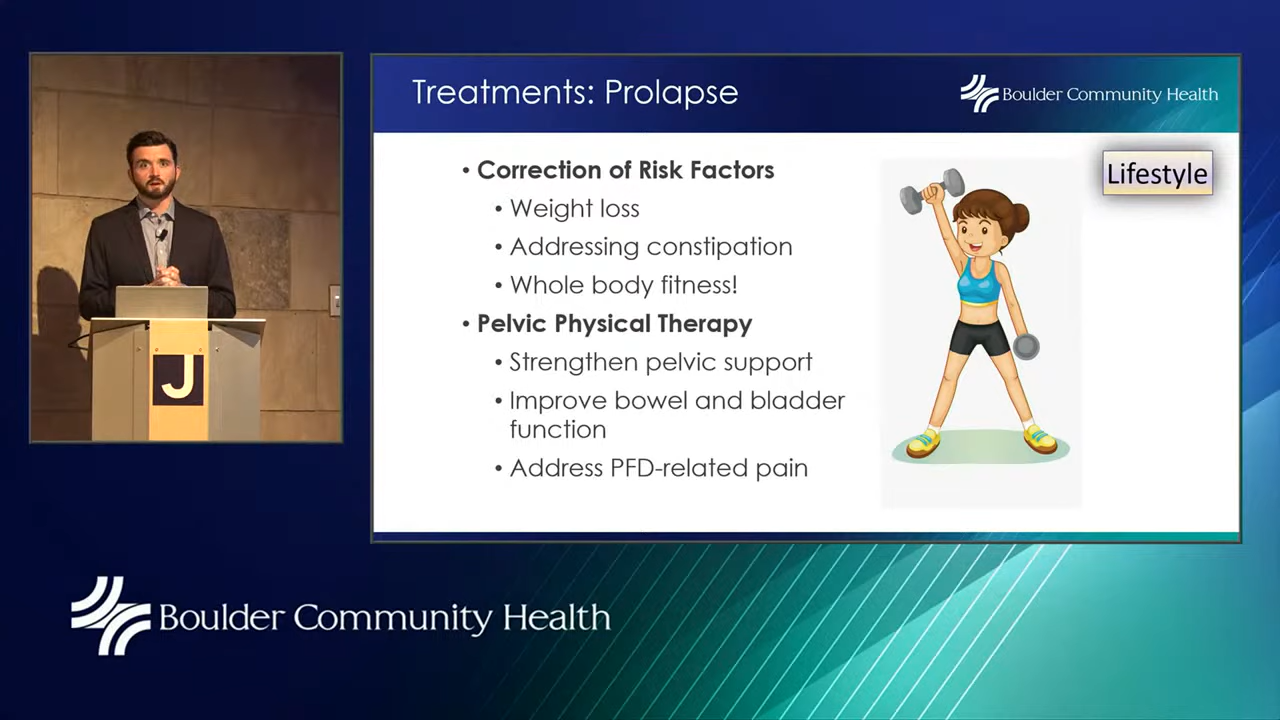 Treatments: Prolapse
Boulder Community Health
• Correction of Risk Factors
• Weight loss
• Addressing constipation
• Whole body fitness!
• Pelvic Physical Therapy
• Strengthen pelvic support
• Improve bowel and bladder
function
• Address PFD-related pain
Lifestyle
J
Boulder Community Health